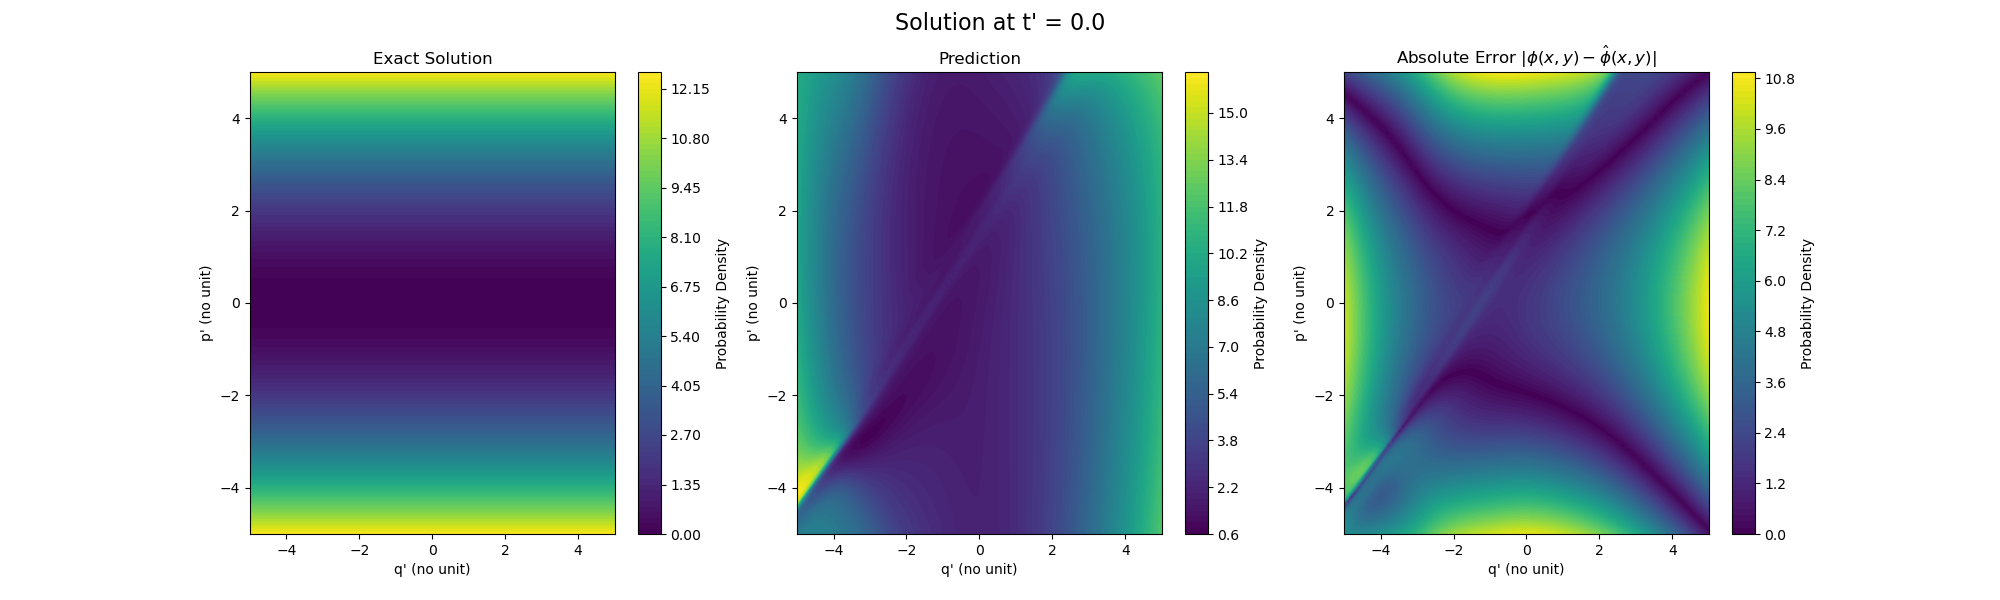 Solution at t' = 0.0
Exact Solution
4
2
0
−2
−4
−4 −2 0 2 4
p' (no unit)
q' (no unit)
12.15
10.80
9.45
8.10
6.75
5.40
4.05
2.70
1.35
0.00
Probability Density
Prediction
4
2
0
−2
−4
−4 −2 0 2 4
p' (no unit)
q' (no unit)
15.0
13.4
11.8
10.2
8.6
7.0
5.4
3.8
2.2
0.6
Probability Density
Absolute Error |ϕ(x, y) − ϕ̂(x, y)|
4
2
0
−2
−4
−4 −2 0 2 4
p' (no unit)
q' (no unit)
10.8
9.6
8.4
7.2
6.0
4.8
3.6
2.4
1.2
0.0
Probability Density